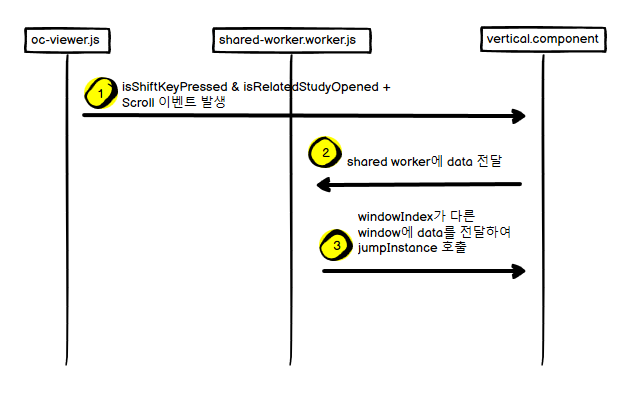 oc-viewer.js
shared-worker.worker.js
vertical.component
1
isShiftKeyPressed & isRelatedStudyOpened +
Scroll 이벤트 발생
2
shared worker에 data 전달
3
windowIndex가 다른
window에 data를 전달하여
jumpInstance 호출